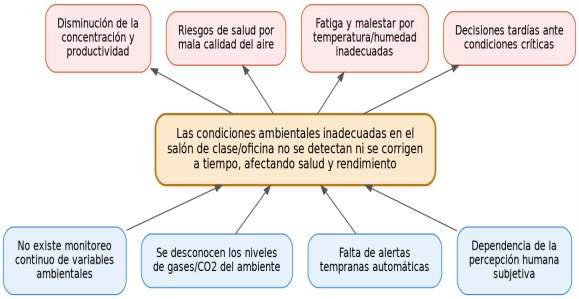 Disminución de la
concentración y
productividad
Riesgos de salud por
mala calidad del aire
Fatiga y malestar por
temperatura/humedad
inadecuadas
Decisiones tardías ante
condiciones críticas
Las condiciones ambientales inadecuadas en el
salón de clase/oficina no se detectan ni se corrigen
a tiempo, afectando salud y rendimiento
No existe monitoreo
continuo de variables
ambientales
Se desconocen los niveles
de gases/CO2 del ambiente
Falta de alertas
tempranas automáticas
Dependencia de la
percepción humana
subjetiva